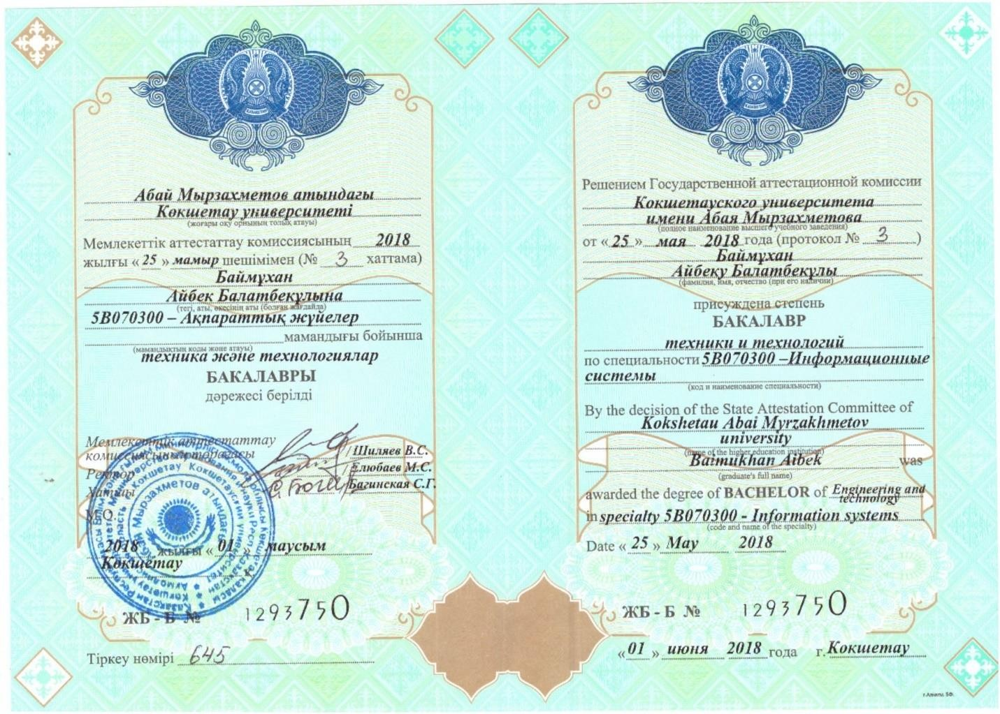 Абай Мырзахметов атындағы
Көкшетау университеті
(жоғары оқу орнының толық атауы)
Мемлекеттік аттестаттау комиссиясының 2018
жылғы « 25 » мамыр шешімімен (№ 3 хаттама)
Баймұхан
Айбек Балатбекұлына
(тегі, аты, әкесінің аты (болған жағдайда)
5В070300 – Ақпараттық жүйелер
мамандығы бойынша
(мамандықтың коды және атауы)
техника және технологиялар
БАКАЛАВРЫ
дәрежесі берілді
Мемлекеттік аттестаттау
комиссиясының төрағасы /Шиляев В.С.
Ректор Елюбаев М.С.
Хатшы Багинская С.Г.
М.О.
2018 жылғы « 01 » маусым
Көкшетау
ЖБ - Б № 1293750
Тіркеу нөмірі 645
Решением Государственной аттестационной комиссии
Кокшетауского университета
имени Абая Мырзахметова
(полное наименование высшего учебного заведения)
от « 25 » мая 2018 года (протокол № 3 )
Баймұхан
Айбеку Балатбекұлы
(фамилия, имя, отчество (при его наличии)
присуждена степень
БАКАЛАВР
техники и технологий
по специальности 5В070300 –Информационные
системы
(код и наименование специальности)
By the decision of the State Attestation Committee of
Kokshetau Abai Myrzakhmetov
university
(name of the higher education institution)
Baimukhan Aibek was
(graduate's full name)
awarded the degree of BACHELOR of Engineering and
technology
in specialty 5B070300 - Information systems
(code and name of the specialty)
Date « 25 » May 2018
ЖБ - Б № 1293750
«01 » июня 2018 года г. Кокшетау
г.Алматы. БФ.